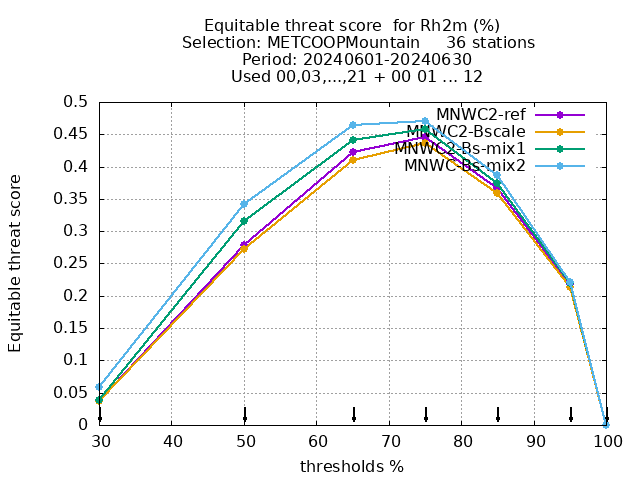 Equitable threat score  for Rh2m (%)
Selection: METCOOPMountain     36 stations
Period: 20240601-20240630
Used 00,03,...,21 + 00 01 ... 12
MNWC2-ref
MNWC2-Bscale
MNWC2-Bs-mix1
MNWC-Bs-mix2
Equitable threat score
0.5
0.45
0.4
0.35
0.3
0.25
0.2
0.15
0.1
0.05
0
30 40 50 60 70 80 90 100
thresholds %